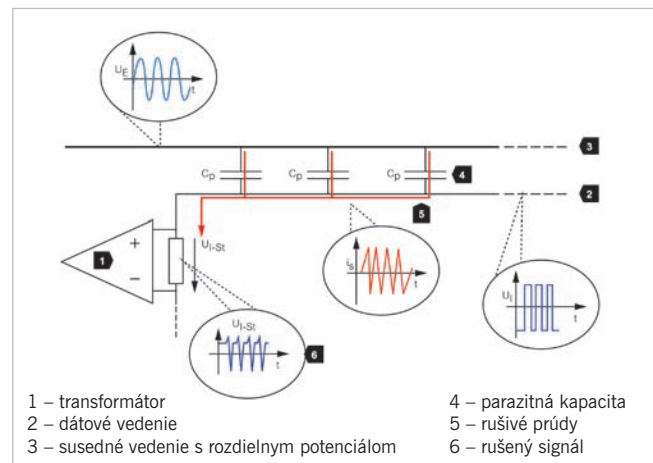 U_E
t
3
C_p
C_p
C_p
4
2
5
+
−
1
U_I-St
i_s
t
U_I
t
U_I-St
t
6
1 – transformátor
2 – dátové vedenie
3 – susedné vedenie s rozdielnym potenciálom
4 – parazitná kapacita
5 – rušivé prúdy
6 – rušený signál